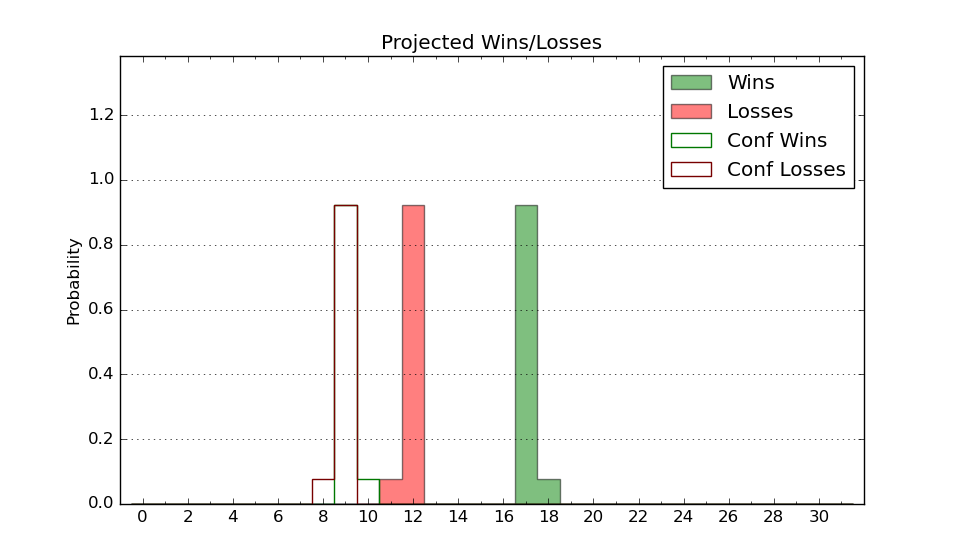 Projected Wins/Losses
Wins
Losses
Conf Wins
Conf Losses
Probability
1.2
1.0
0.8
0.6
0.4
0.2
0.0
0 2 4 6 8 10 12 14 16 18 20 22 24 26 28 30